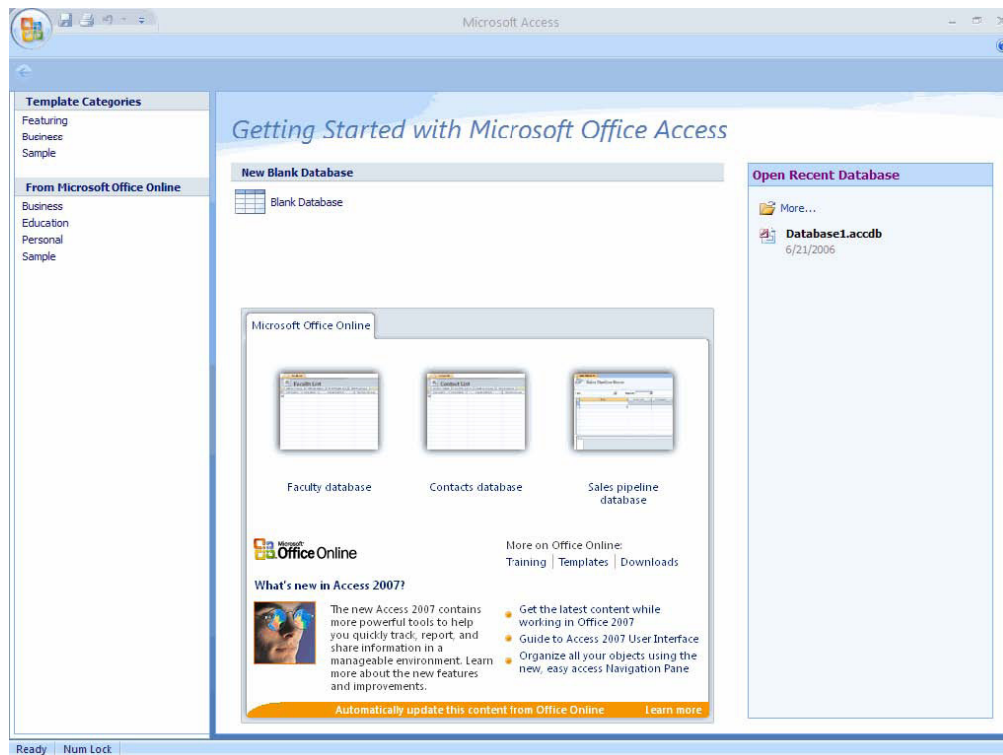 Microsoft Access
Template Categories
Featuring
Business
Sample
From Microsoft Office Online
Business
Education
Personal
Sample
Getting Started with Microsoft Office Access
New Blank Database
Blank Database
Microsoft Office Online
Faculty List
Contact List
Faculty database
Contacts database
Sales pipeline
database
Microsoft
Office Online
More on Office Online:
Training
Templates
Downloads
What's new in Access 2007?
The new Access 2007 contains
more powerful tools to help
you quickly track, report, and
share information in a
manageable environment. Learn
more about the new features
and improvements.
Get the latest content while
working in Office 2007
Guide to Access 2007 User Interface
Organize all your objects using the
new, easy access Navigation Pane
Automatically update this content from Office Online
Learn more
Open Recent Database
More...
Database1.accdb
6/21/2006
Ready
Num Lock